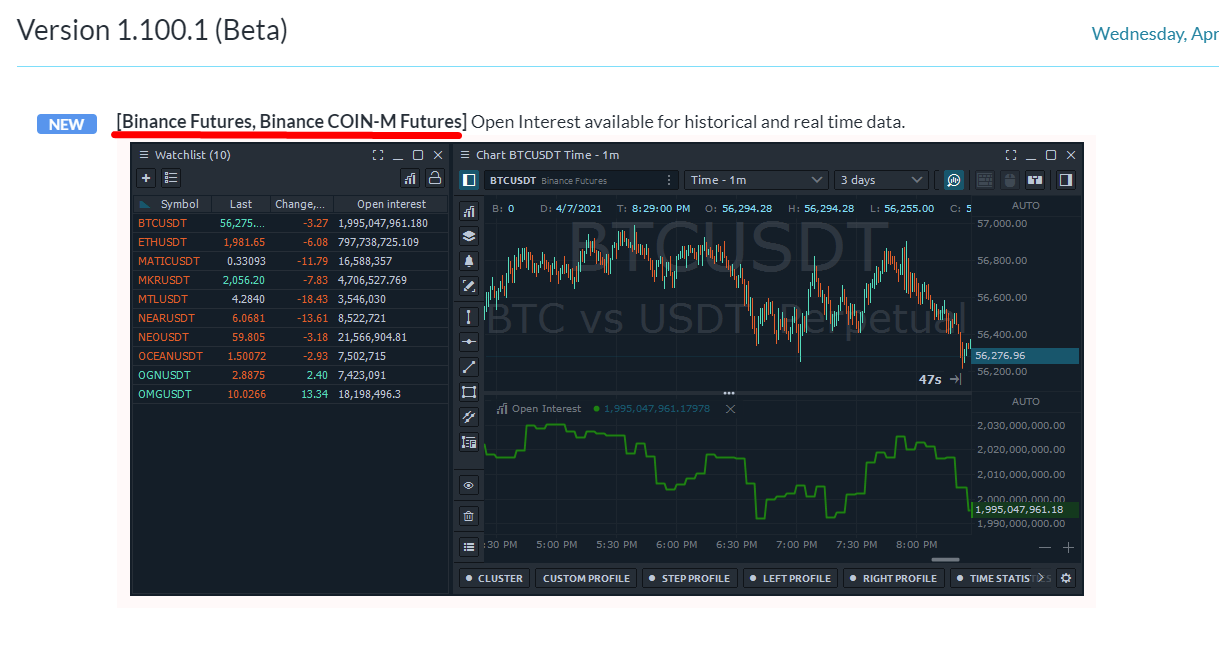 Version 1.100.1 (Beta)
Wednesday, Apr
NEW [Binance Futures, Binance COIN-M Futures] Open Interest available for historical and real time data.
Watchlist (10)
Symbol Last Change,... Open interest
BTCUSDT 56,275.... -3.27 1,995,047,961.180
ETHUSDT 1,981.65 -6.08 797,738,725.109
MATICUSDT 0.33093 -11.79 16,588,357
MKRUSDT 2,056.20 -7.83 4,706,527.769
MTLUSDT 4.2840 -18.43 3,546,030
NEARUSDT 6.0681 -13.61 8,522,721
NEOUSDT 59.805 -3.18 21,566,904.81
OCEANUSDT 1.50072 -2.93 7,502,715
OGNUSDT 2.8875 2.40 7,423,091
OMGUSDT 10.0266 13.34 18,198,496.3
Chart BTCUSDT Time - 1m
BTCUSDT Binance Futures Time - 1m 3 days
B: 0 D: 4/7/2021 T: 8:29:00 PM O: 56,294.28 H: 56,294.28 L: 56,255.00 C: 5
AUTO
BTCUSDT
BTC vs USDT Perpetual
57,000.00
56,800.00
56,600.00
56,400.00
56,276.96
56,200.00
47s
Open Interest 1,995,047,961.17978
AUTO
2,030,000,000.00
2,020,000,000.00
2,010,000,000.00
2,000,000,000.00
1,995,047,961.18
1,990,000,000.00
:30 PM 5:00 PM 5:30 PM 6:00 PM 6:30 PM 7:00 PM 7:30 PM 8:00 PM
CLUSTER CUSTOM PROFILE STEP PROFILE LEFT PROFILE RIGHT PROFILE TIME STATISTICS